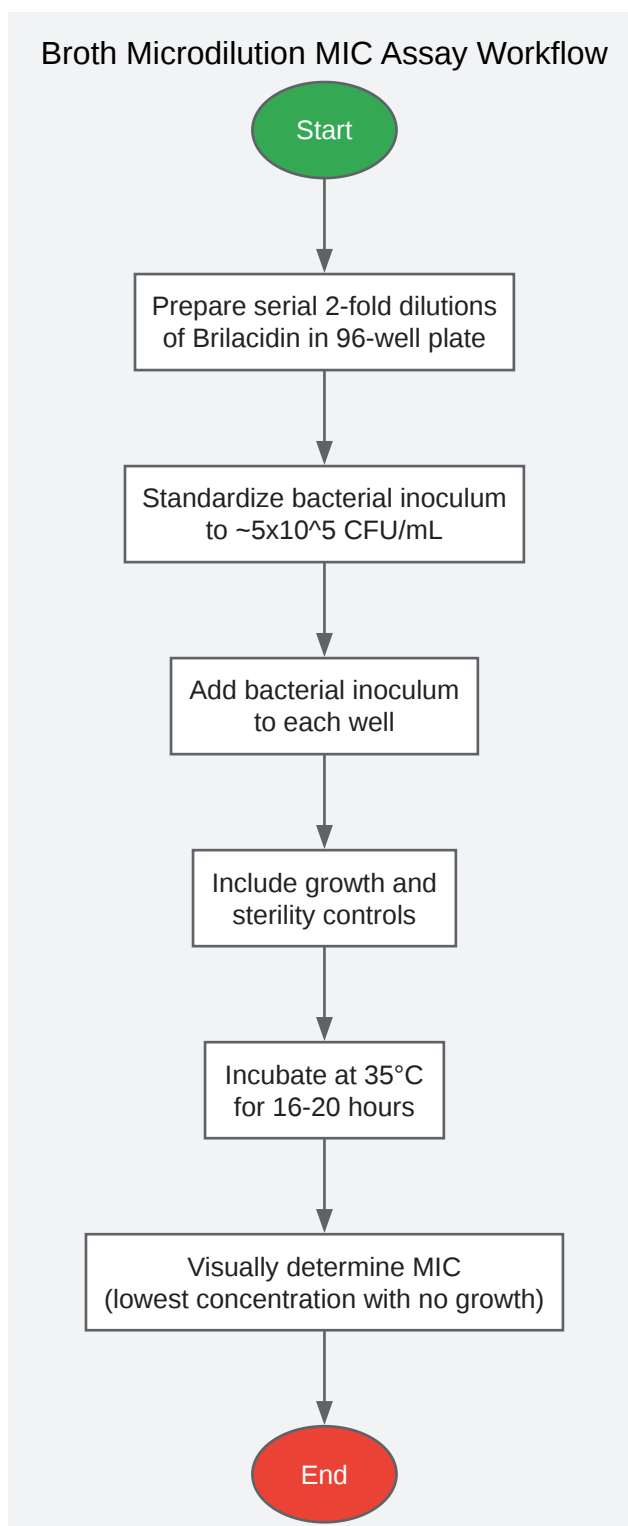 Broth Microdilution MIC Assay Workflow
Start
Prepare serial 2-fold dilutions
of Brilacidin in 96-well plate
Standardize bacterial inoculum
to ~5x10^5 CFU/mL
Add bacterial inoculum
to each well
Include growth and
sterility controls
Incubate at 35°C
for 16-20 hours
Visually determine MIC
(lowest concentration with no growth)
End